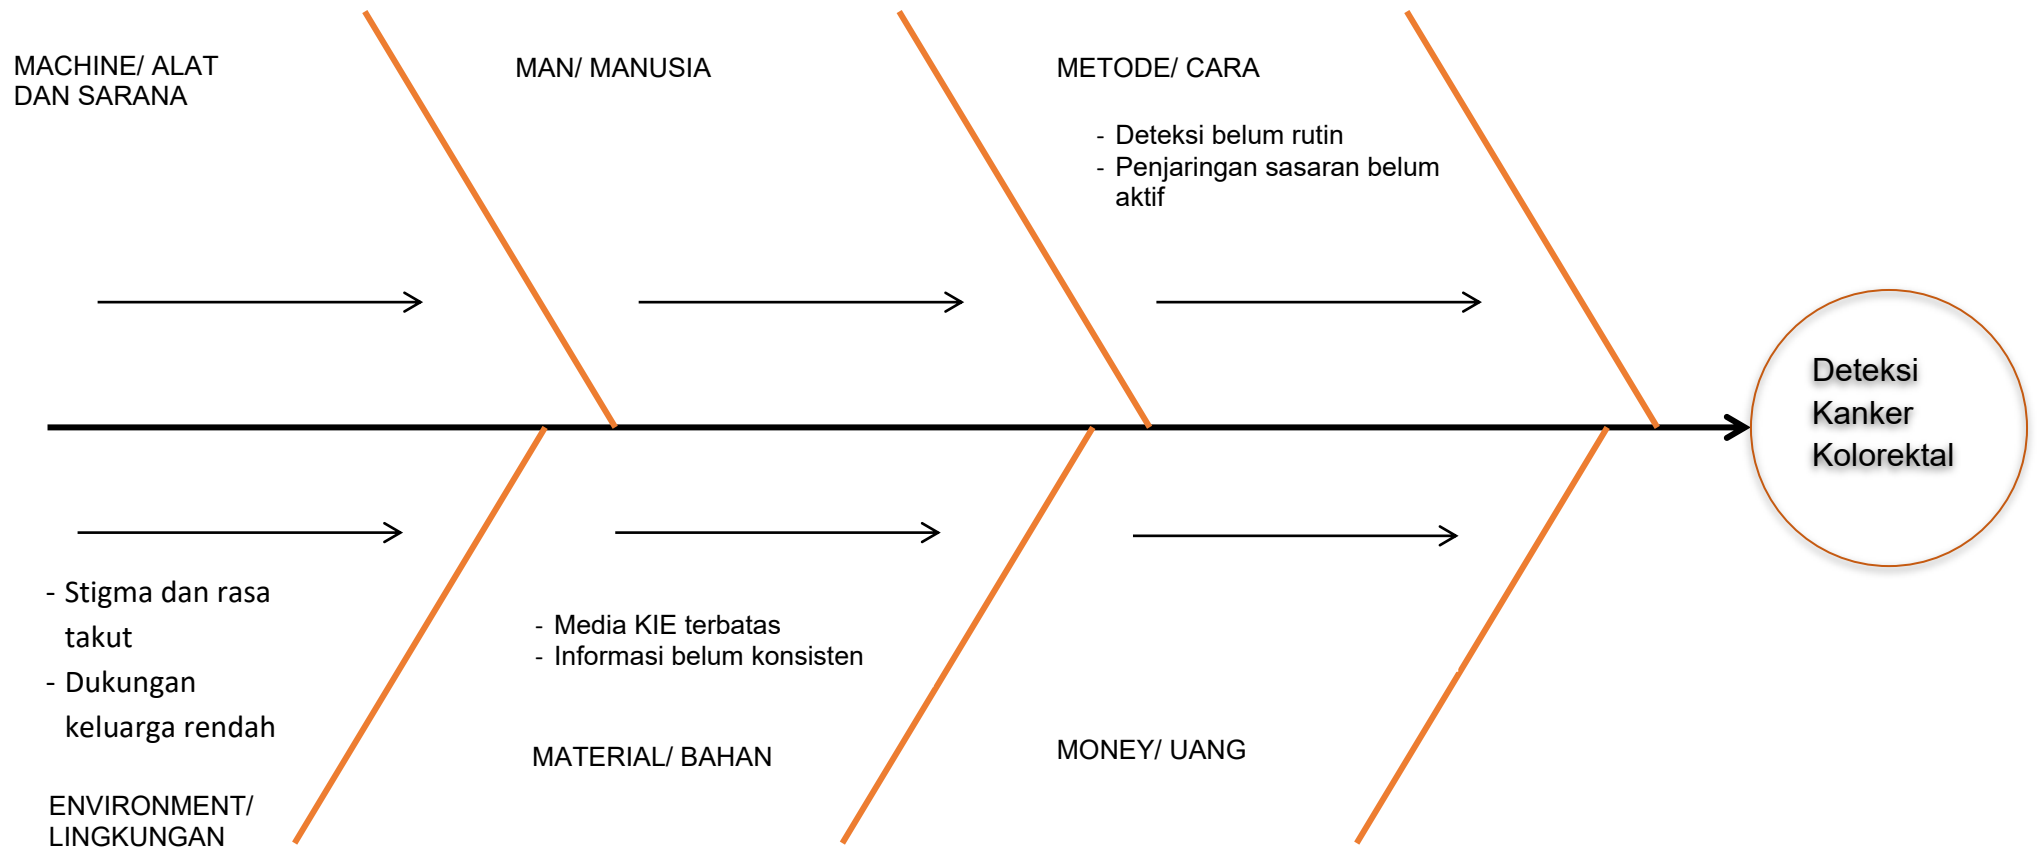 MACHINE/ ALAT
DAN SARANA
MAN/ MANUSIA
METODE/ CARA
- Deteksi belum rutin
- Penjaringan sasaran belum
aktif
Deteksi
Kanker
Kolorektal
- Stigma dan rasa
takut
- Dukungan
keluarga rendah
ENVIRONMENT/
LINGKUNGAN
- Media KIE terbatas
- Informasi belum konsisten
MATERIAL/ BAHAN
MONEY/ UANG